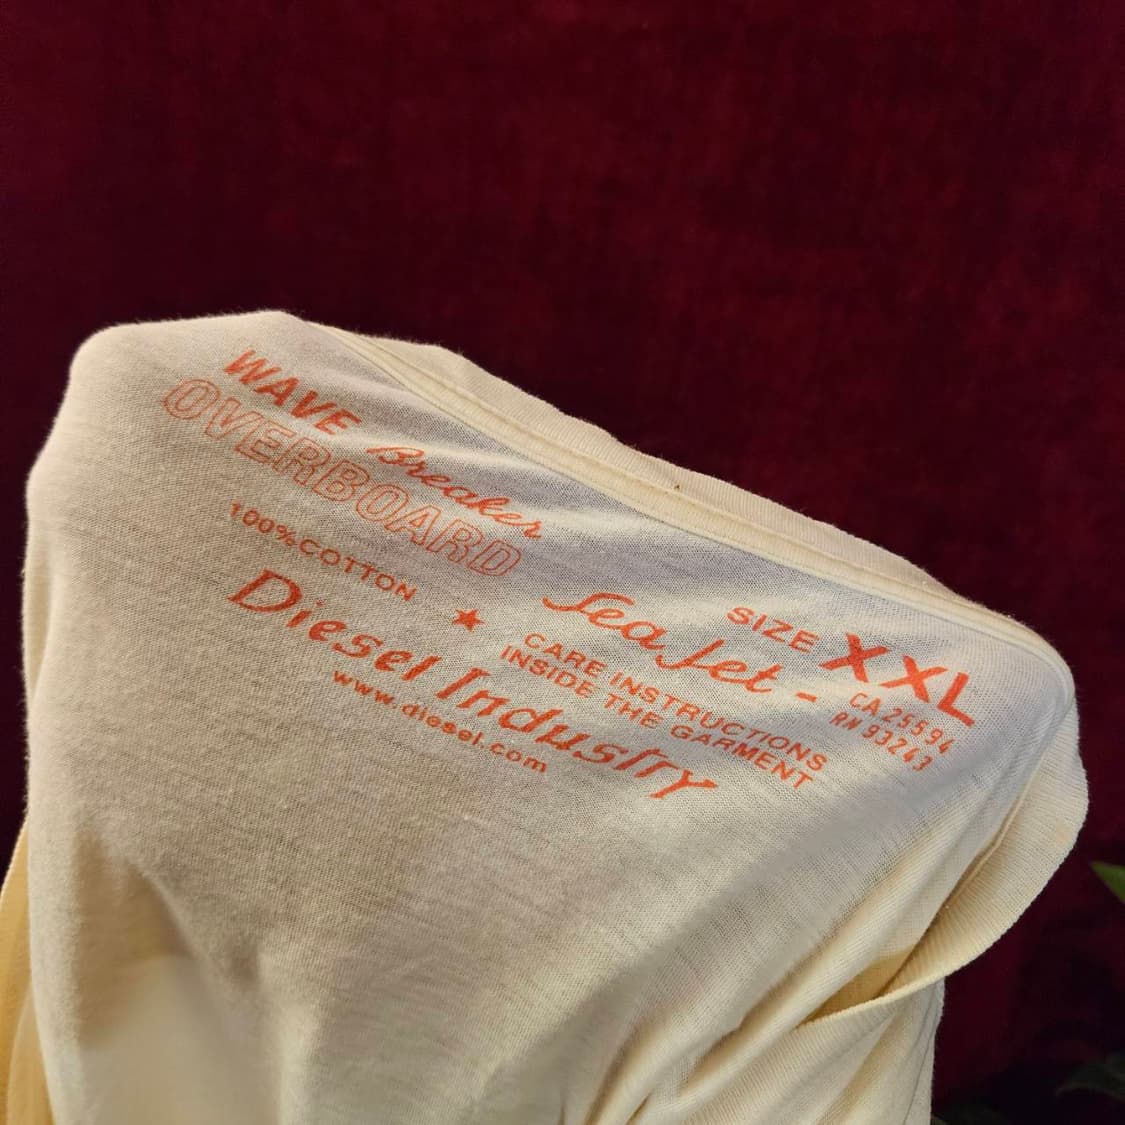 WAVE Breaker
OVERBOARD
100% COTTON
Diesel Industry
www.diesel.com
Sea Jet -
CARE INSTRUCTIONS
INSIDE THE GARMENT
SIZE XXL
CA 25594
RN 93243